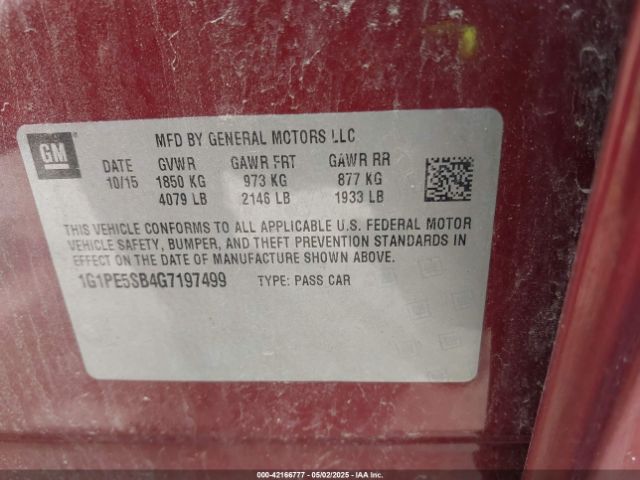 GM
MFD BY GENERAL MOTORS LLC
DATE GVWR GAWR FRT GAWR RR
10/15 1850 KG 973 KG 877 KG
4079 LB 2146 LB 1933 LB
THIS VEHICLE CONFORMS TO ALL APPLICABLE U.S. FEDERAL MOTOR
VEHICLE SAFETY, BUMPER, AND THEFT PREVENTION STANDARDS IN
EFFECT ON THE DATE OF MANUFACTURE SHOWN ABOVE.
1G1PE5SB4G7197499 TYPE: PASS CAR
000-42166777 - 05/02/2025 - IAA, Inc.